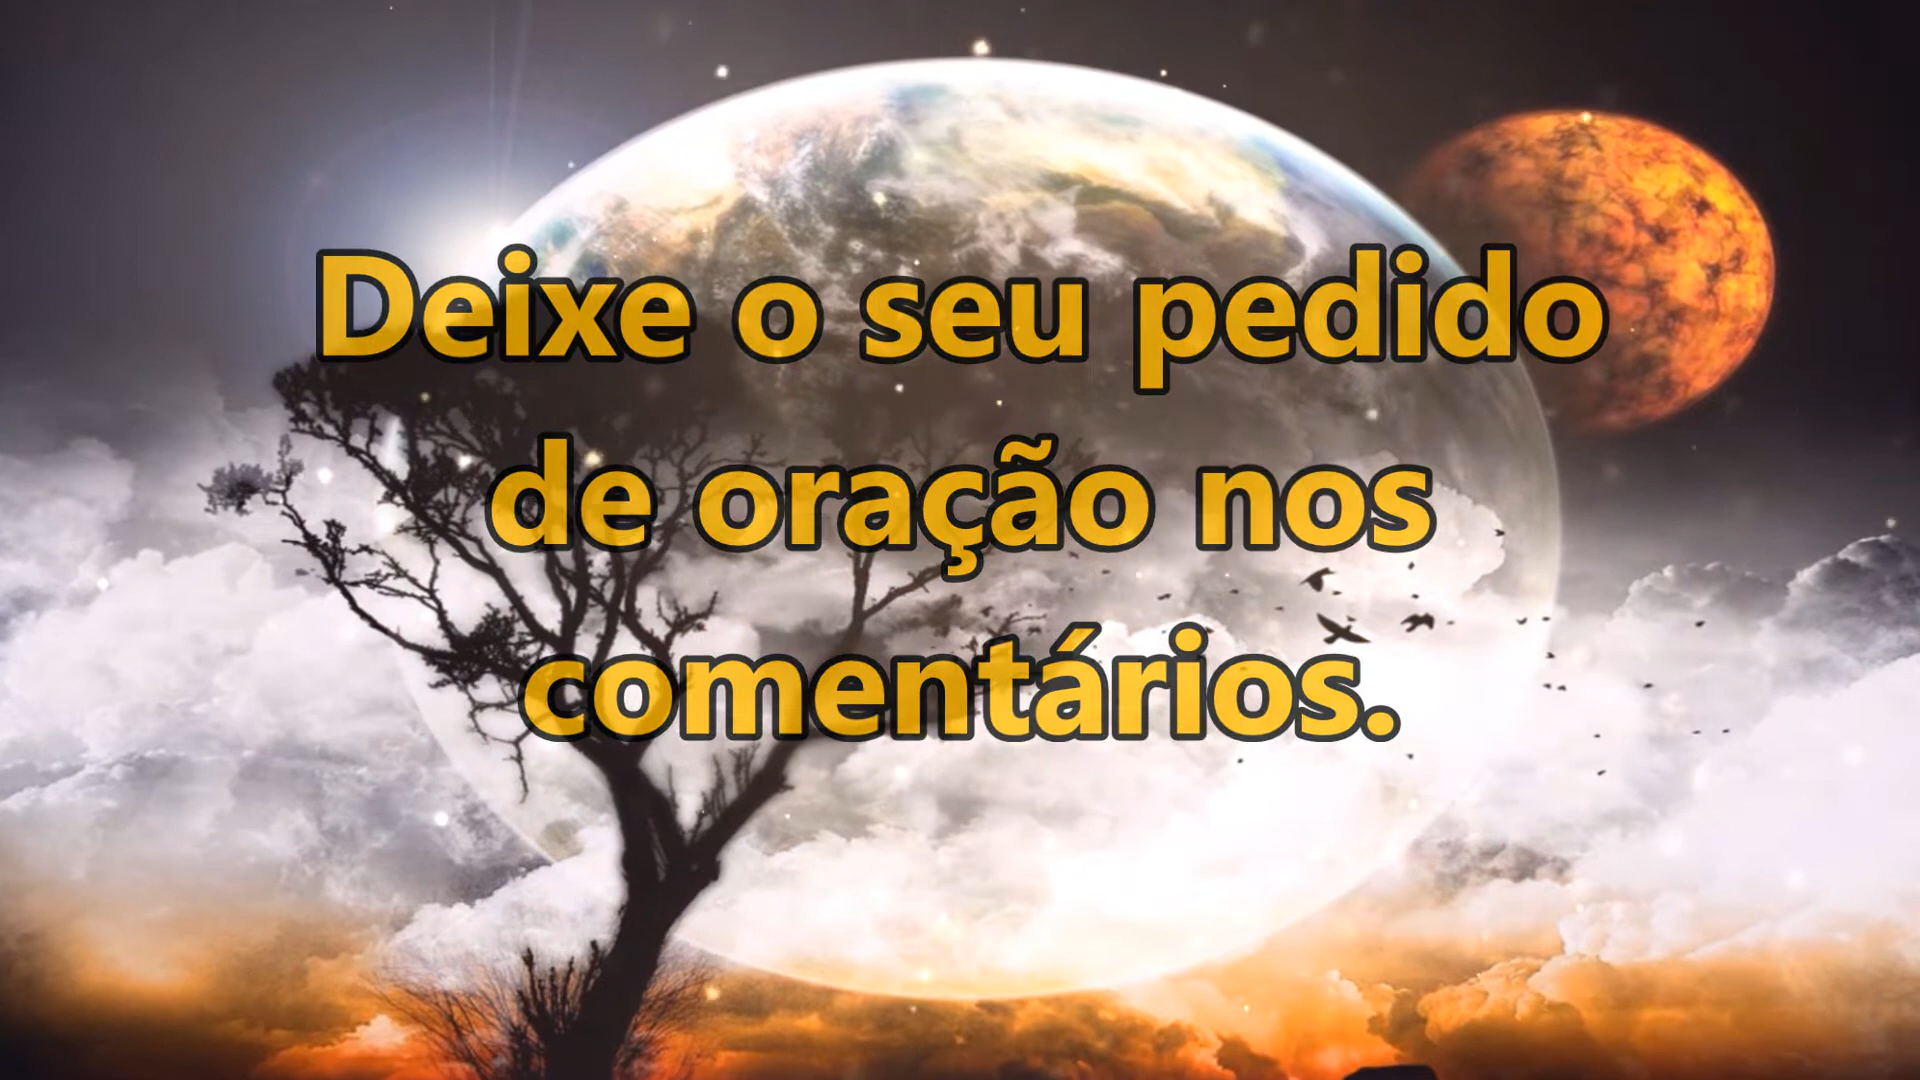 Deixe o seu pedido
de oração nos
comentários.